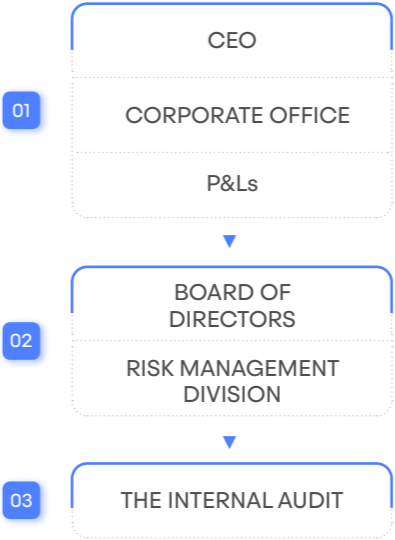 CEO
01
CORPORATE OFFICE
P&Ls
BOARD OF
DIRECTORS
02
RISK MANAGEMENT
DIVISION
03
THE INTERNAL AUDIT